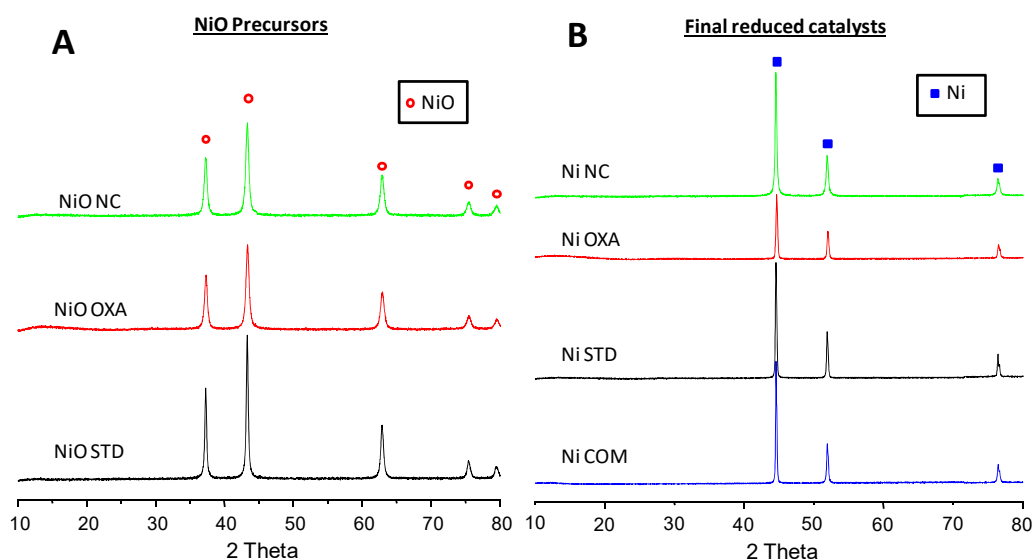 A
NiO Precursors
NiO
NiO NC
NiO OXA
NiO STD
10 20 30 40 50 60 70 80
2 Theta
B
Final reduced catalysts
Ni
Ni NC
Ni OXA
Ni STD
Ni COM
10 20 30 40 50 60 70 80
2 Theta